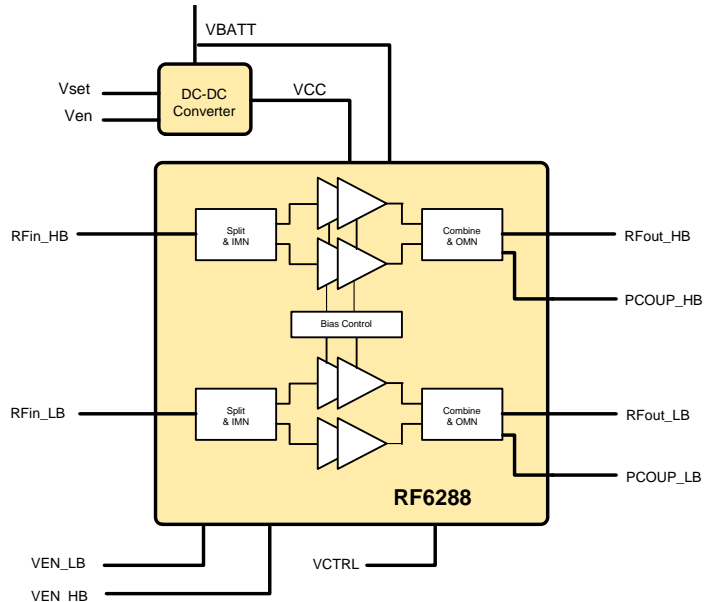 VBATT
Vset
DC-DC
Converter
VCC
Ven
RFin_HB
Split
& IMN
Combine
& OMN
RFout_HB
PCOUP_HB
Bias Control
RFin_LB
Split
& IMN
Combine
& OMN
RFout_LB
PCOUP_LB
RF6288
VEN_LB
VCTRL
VEN_HB